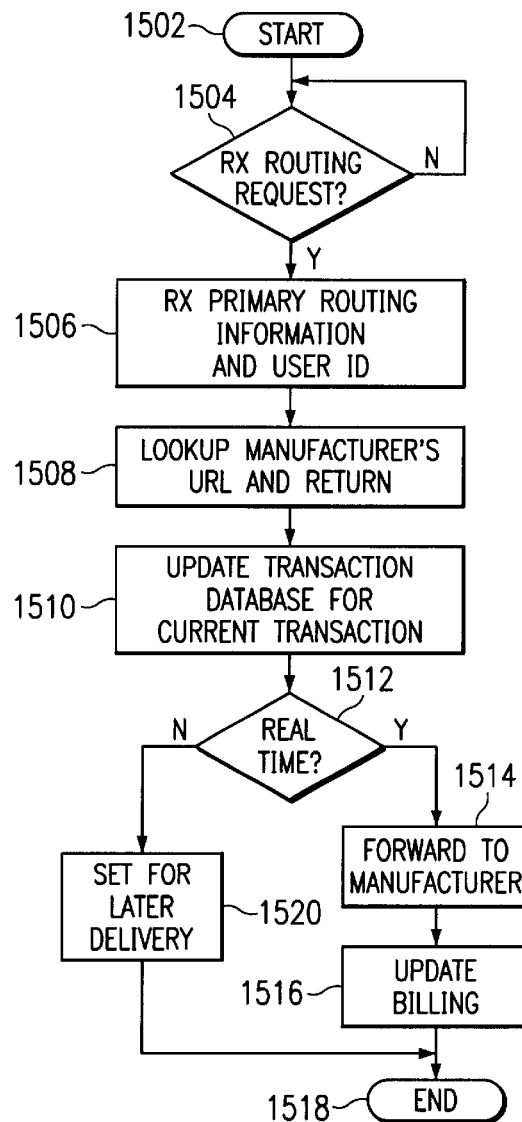 1502
START
1504
RX ROUTING
REQUEST?
N
Y
1506
RX PRIMARY ROUTING
INFORMATION
AND USER ID
1508
LOOKUP MANUFACTURER'S
URL AND RETURN
1510
UPDATE TRANSACTION
DATABASE FOR
CURRENT TRANSACTION
1512
N
REAL
TIME?
Y
1514
SET FOR
LATER
DELIVERY
1520
FORWARD TO
MANUFACTURER
1516
UPDATE
BILLING
1518
END